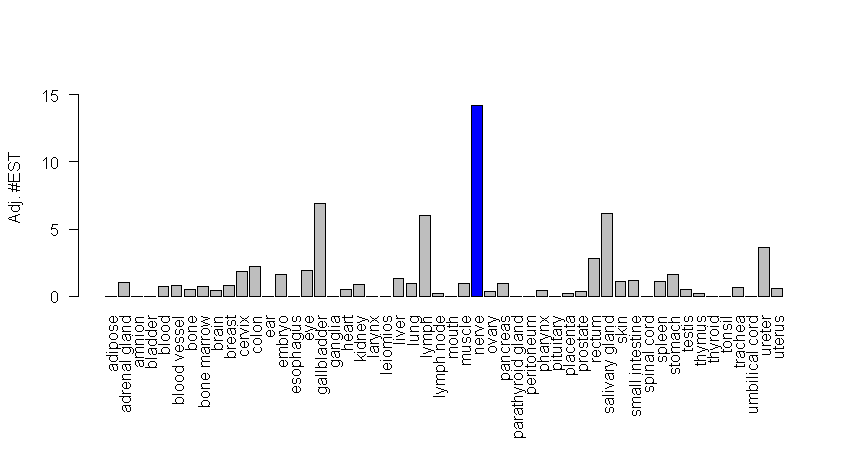 Adj. #EST
15
10
5
0
adipose
adrenal gland
amnion
bladder
blood
blood vessel
bone
bone marrow
brain
breast
cervix
colon
ear
embryo
esophagus
eye
gallbladder
ganglia
heart
kidney
larynx
leiomios
liver
lung
lymph
lymph node
mouth
muscle
nerve
ovary
pancreas
parathyroid gland
peritoneum
pharynx
pituitary
placenta
prostate
rectum
salivary gland
skin
small intestine
spinal cord
spleen
stomach
testis
thymus
thyroid
tonsil
trachea
umbilical cord
ureter
uterus